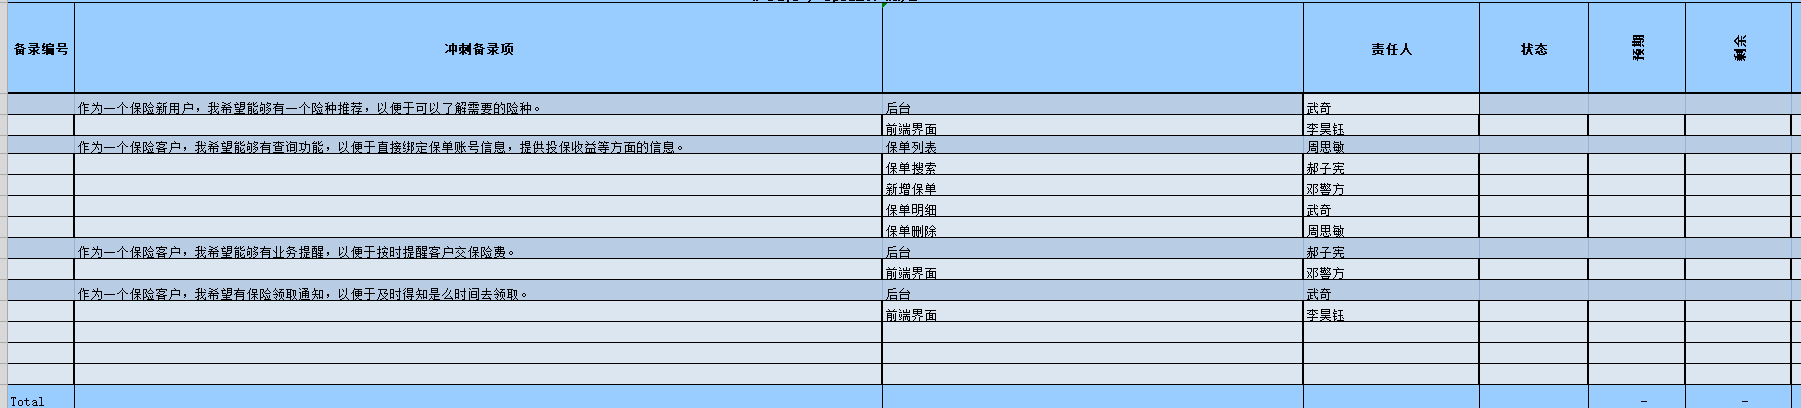 备录编号 冲刺备录项 责任人 状态 预期 剩余
作为一个保险新用户，我希望能够有一个险种推荐，以便于可以了解需要的险种。 后台 武奇
前端界面 李昊钰
作为一个保险客户，我希望能够有查询功能，以便于直接绑定保单账号信息，提供投保收益等方面的信息。 保单列表 周思敏
保单搜索 郝子宪
新增保单 邓警方
保单明细 武奇
保单删除 周思敏
作为一个保险客户，我希望能够有业务提醒，以便于按时提醒客户交保险费。 后台 郝子宪
前端界面 邓警方
作为一个保险客户，我希望有保险领取通知，以便于及时得知是么时间去领取。 后台 武奇
前端界面 李昊钰
Total - -